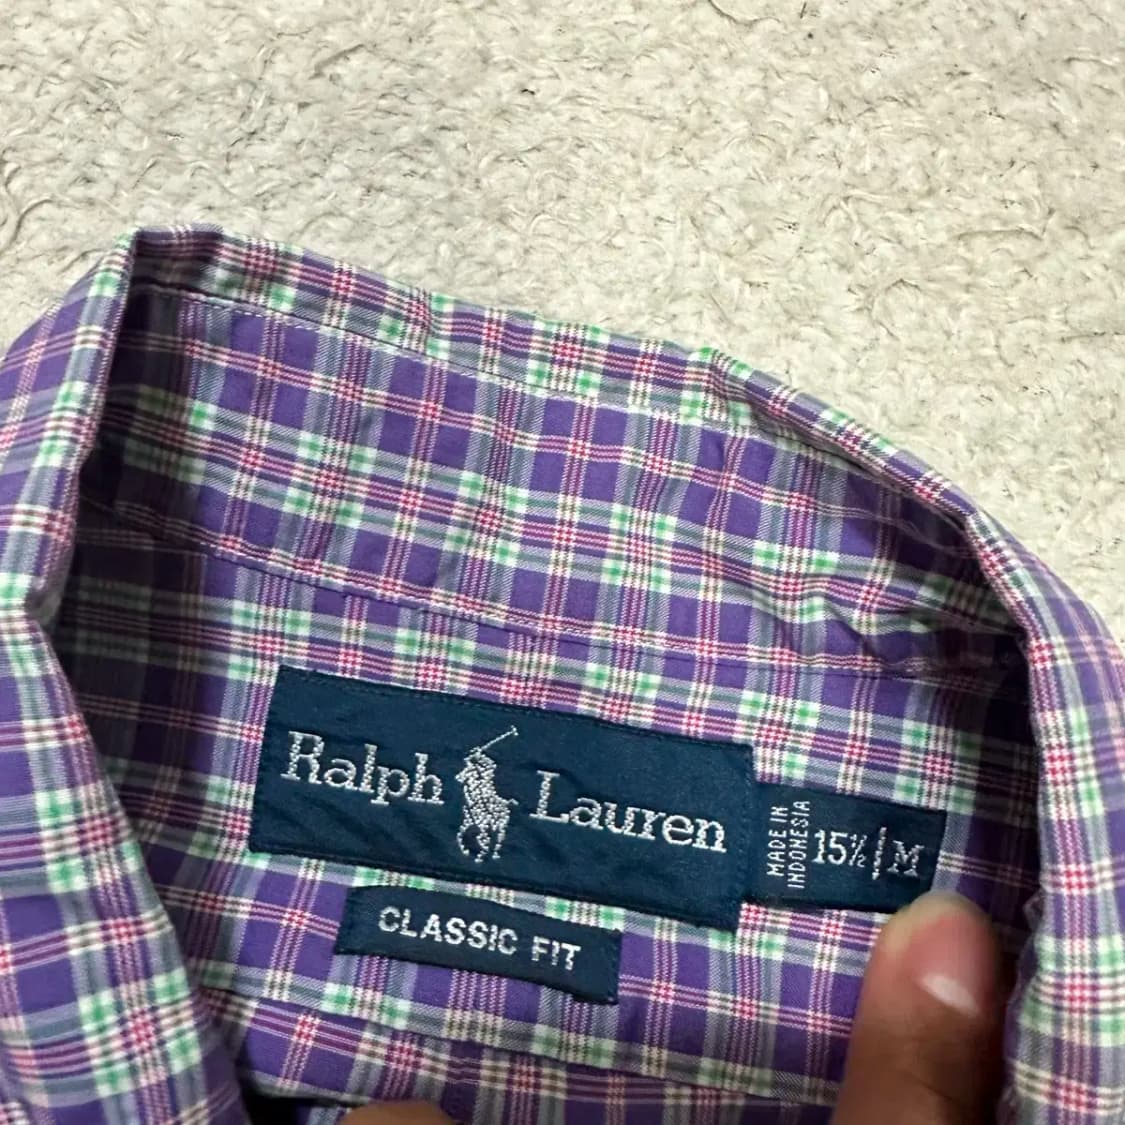 Ralph Lauren
MADE IN
INDONESIA
15½/M
CLASSIC FIT